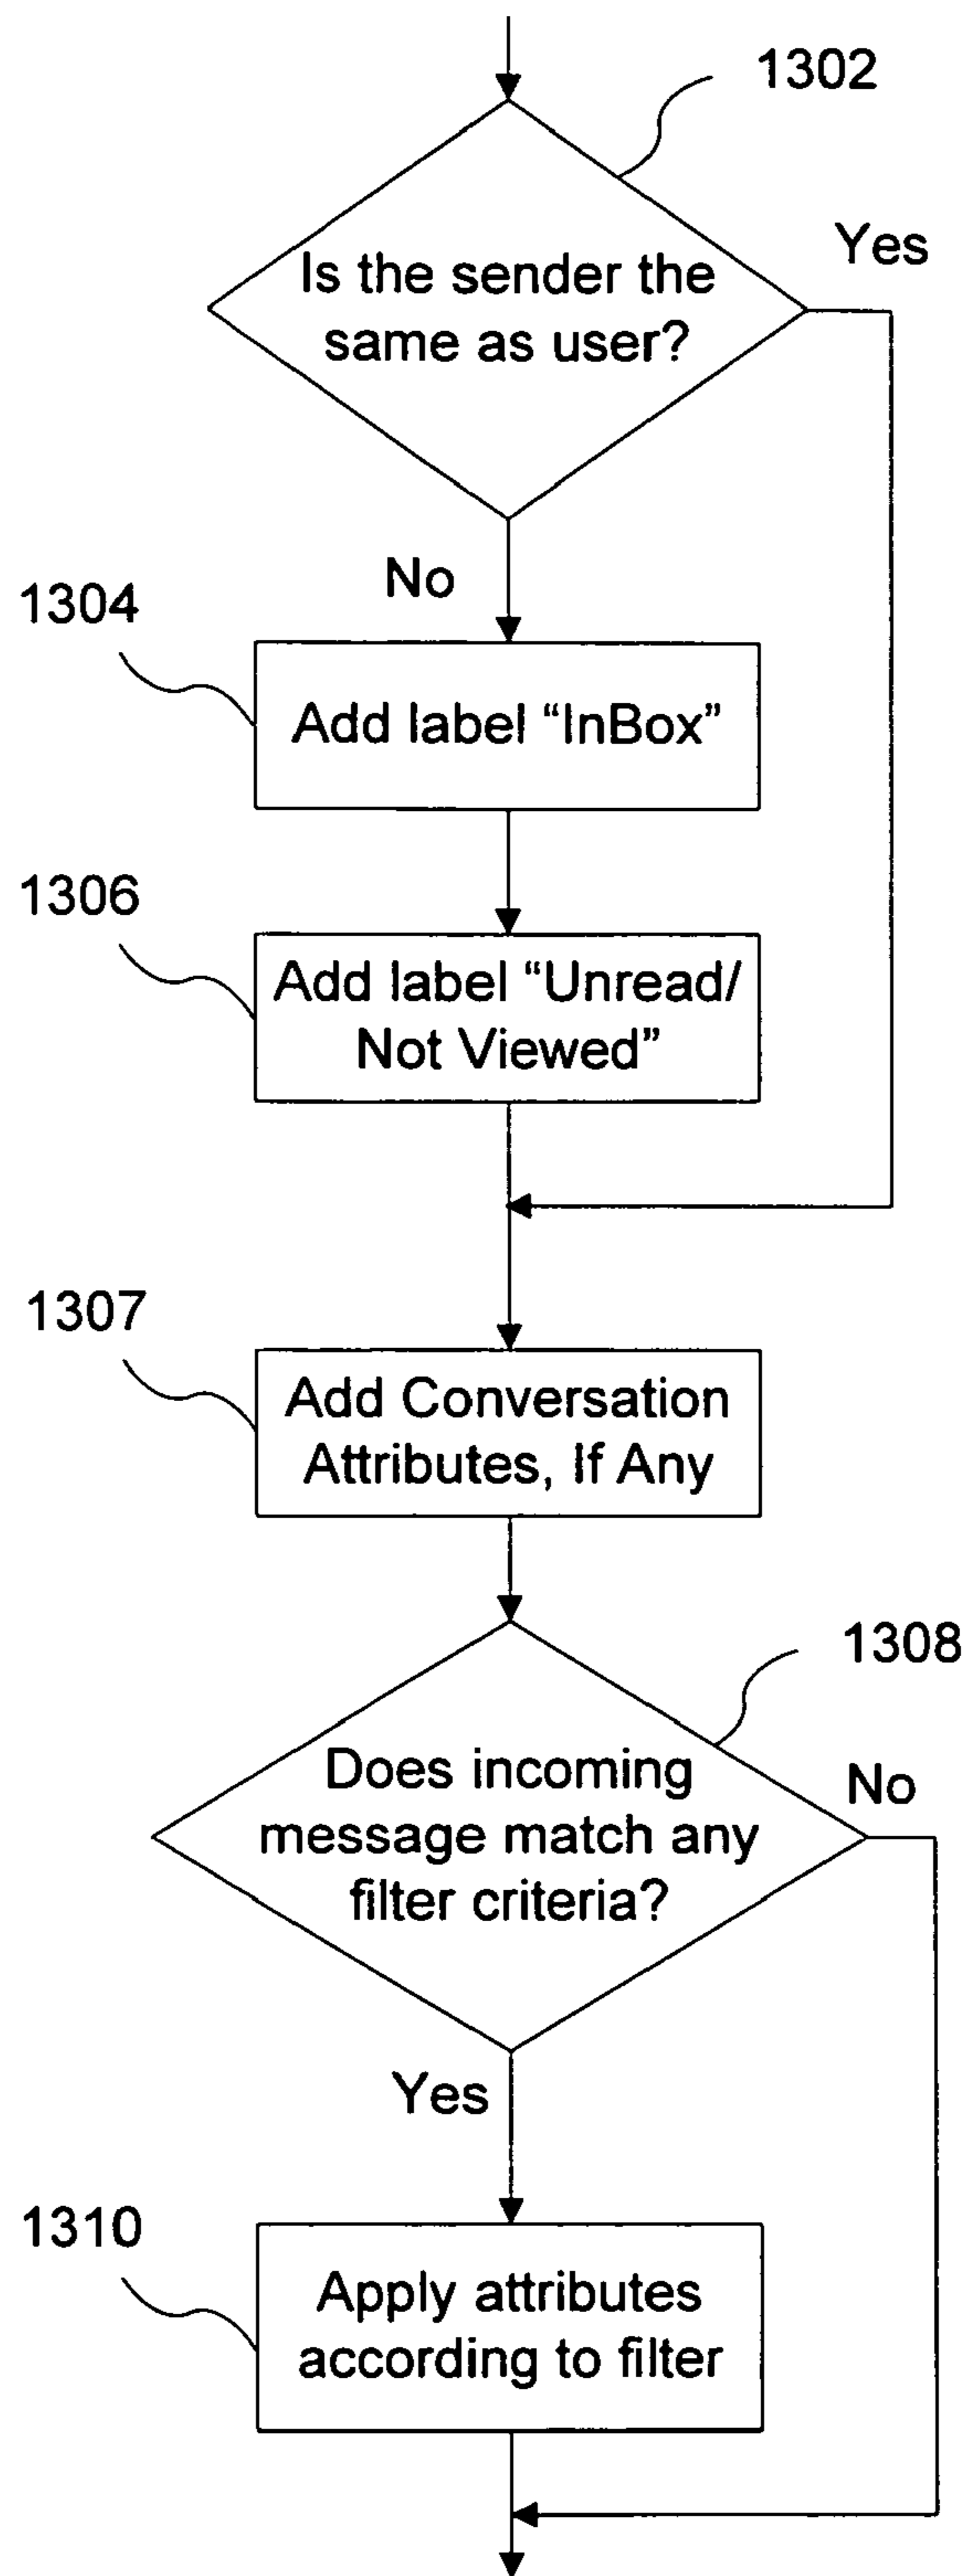 1302
Is the sender the
same as user?
Yes
No
1304
Add label “InBox”
1306
Add label “Unread/
Not Viewed”
1307
Add Conversation
Attributes, If Any
1308
Does incoming
message match any
filter criteria?
No
Yes
1310
Apply attributes
according to filter